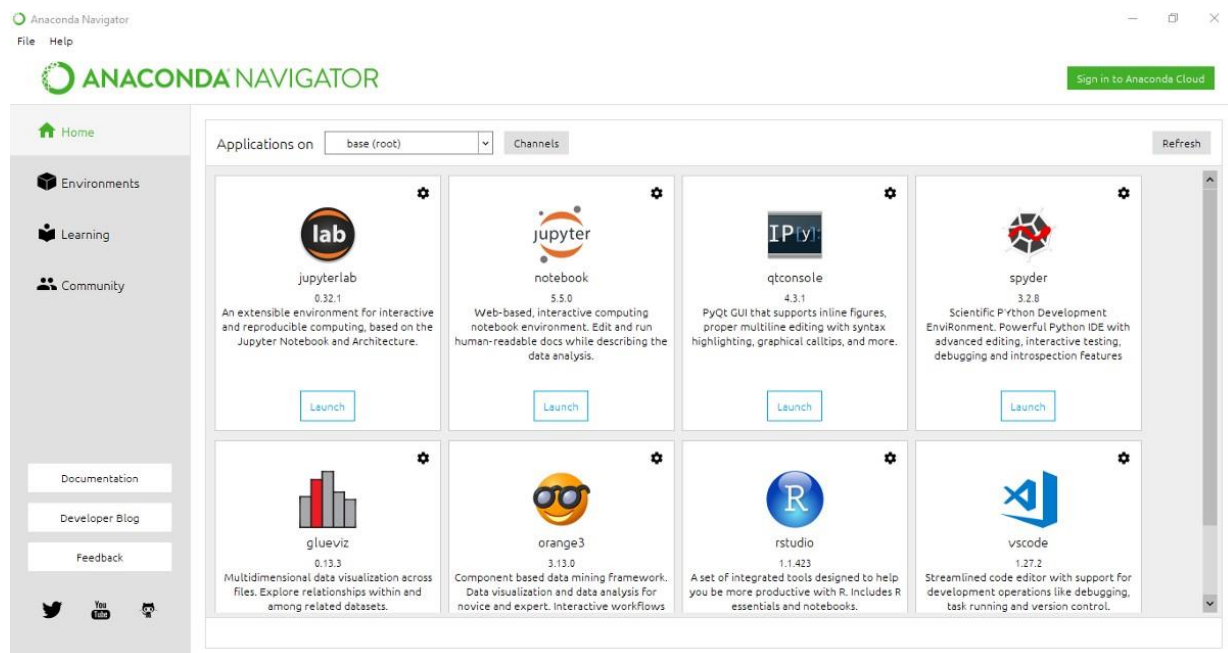 Anaconda Navigator
File Help
ANACONDA NAVIGATOR
Sign in to Anaconda Cloud
Home
Environments
Learning
Community
Documentation
Developer Blog
Feedback
You
Tube
Applications on base (root) Channels Refresh
lab
jupyterlab
0.32.1
An extensible environment for interactive
and reproducible computing, based on the
Jupyter Notebook and Architecture.
Launch
jupyter
notebook
5.5.0
Web-based, interactive computing
notebook environment. Edit and run
human-readable docs while describing the
data analysis.
Launch
IP[y]:
qtconsole
4.3.1
PyQt GUI that supports inline figures,
proper multiline editing with syntax
highlighting, graphical calltips, and more.
Launch
spyder
3.2.8
Scientific PYthon Development
EnviRonment. Powerful Python IDE with
advanced editing, interactive testing,
debugging and introspection features
Launch
glueviz
0.13.3
Multidimensional data visualization across
files. Explore relationships within and
among related datasets.
orange3
3.13.0
Component based data mining framework.
Data visualization and data analysis for
novice and expert. Interactive workflows
R
rstudio
1.1.423
A set of integrated tools designed to help
you be more productive with R. Includes R
essentials and notebooks.
vscode
1.27.2
Streamlined code editor with support for
development operations like debugging,
task running and version control.